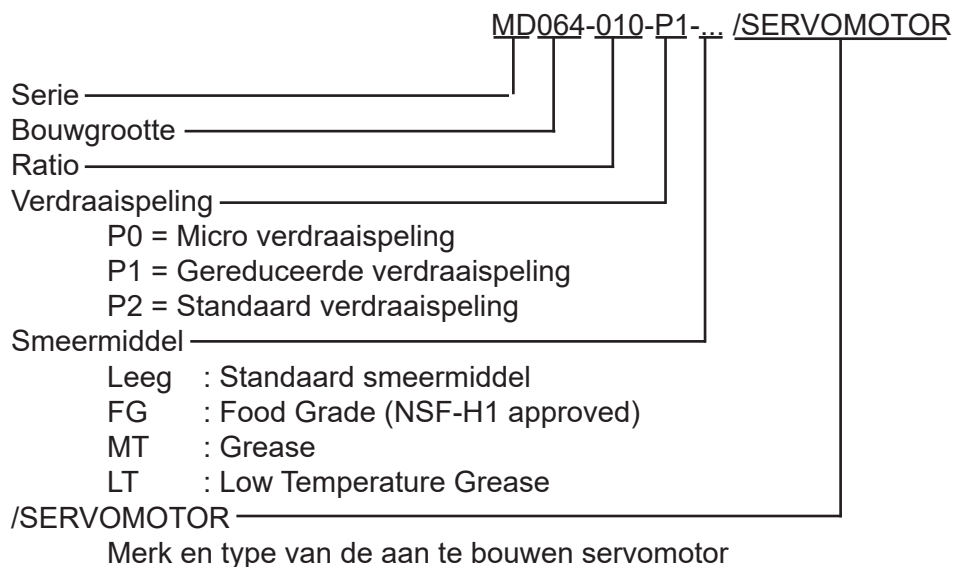 MD064-010-P1-... /SERVOMOTOR
Serie
Bouwgrootte
Ratio
Verdraaispeling
P0 = Micro verdraaispeling
P1 = Gereduceerde verdraaispeling
P2 = Standaard verdraaispeling
Smeermiddel
Leeg : Standaard smeermiddel
FG : Food Grade (NSF-H1 approved)
MT : Grease
LT : Low Temperature Grease
/SERVOMOTOR
Merk en type van de aan te bouwen servomotor